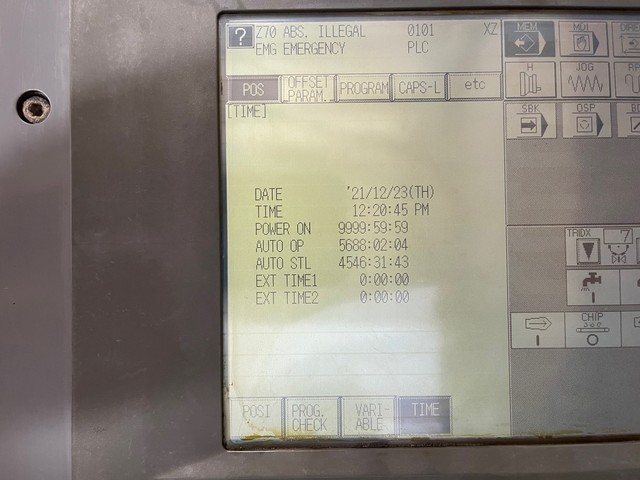 ? Z70 ABS. ILLEGAL 0101 XZ
EMG EMERGENCY PLC
POS OFFSET PARAM. PROGRAM CAPS-L etc
[TIME]
DATE '21/12/23(TH)
TIME 12:20:45 PM
POWER ON 9999:59:59
AUTO OP 5688:02:04
AUTO STL 4546:31:43
EXT TIME1 0:00:00
EXT TIME2 0:00:00
POSI PROG. CHECK VARI-ABLE TIME
MEM MDI
H JOG
SBK OSP
TRIDX 7
I
CHIP
I O